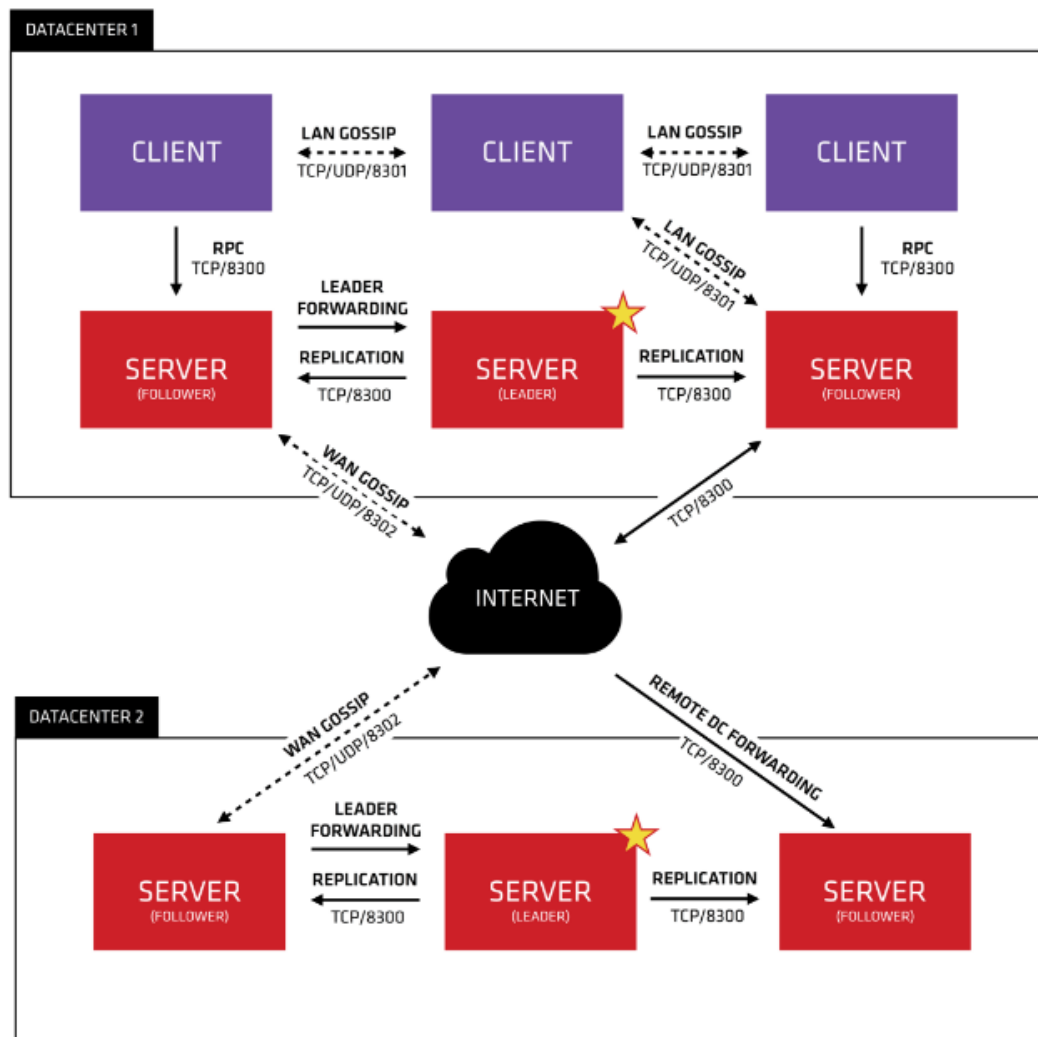 DATACENTER 1
CLIENT
LAN GOSSIP
TCP/UDP/8301
CLIENT
LAN GOSSIP
TCP/UDP/8301
CLIENT
RPC
TCP/8300
LAN GOSSIP
TCP/UDP/8301
RPC
TCP/8300
SERVER
(FOLLOWER)
LEADER
FORWARDING
REPLICATION
TCP/8300
SERVER
(LEADER)
REPLICATION
TCP/8300
SERVER
(FOLLOWER)
WAN GOSSIP
TCP/UDP/8302
TCP/8300
INTERNET
DATACENTER 2
WAN GOSSIP
TCP/UDP/8302
REMOTE DC FORWARDING
TCP/8300
SERVER
(FOLLOWER)
LEADER
FORWARDING
REPLICATION
TCP/8300
SERVER
(LEADER)
REPLICATION
TCP/8300
SERVER
(FOLLOWER)